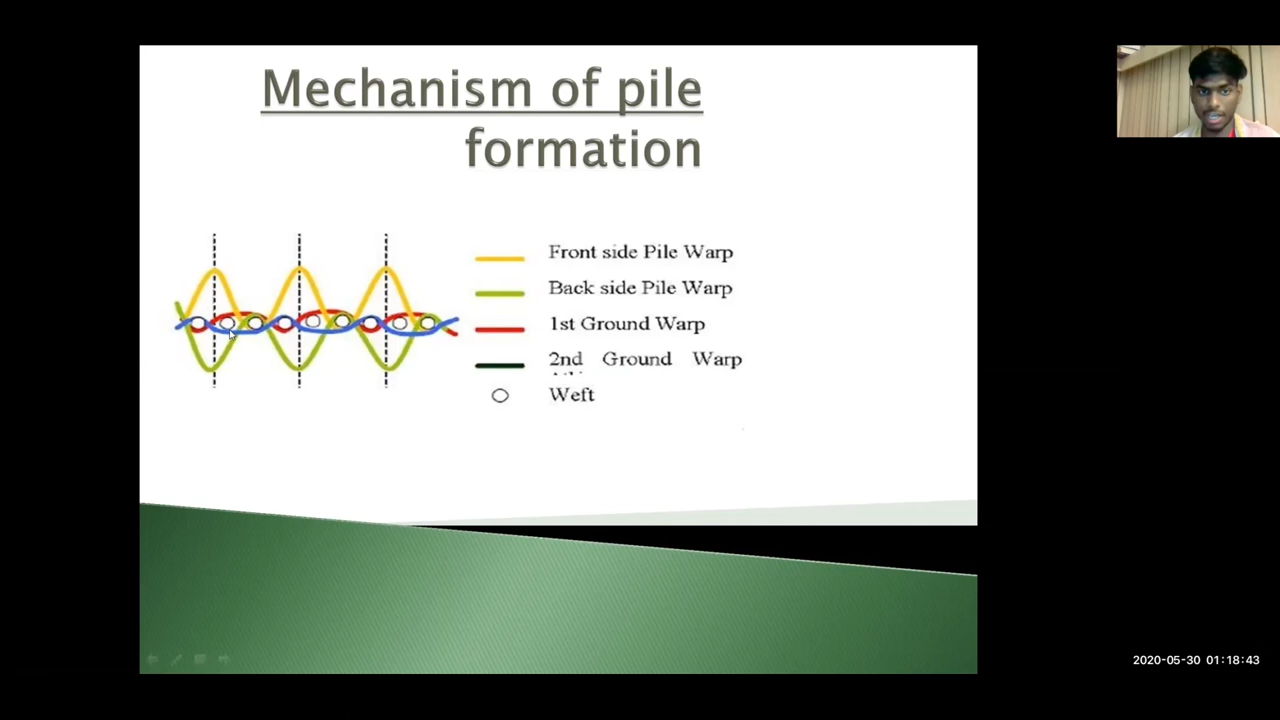 Mechanism of pile
formation
Front side Pile Warp
Back side Pile Warp
1st Ground Warp
2nd Ground Warp
Weft
2020-05-30 01:18:43